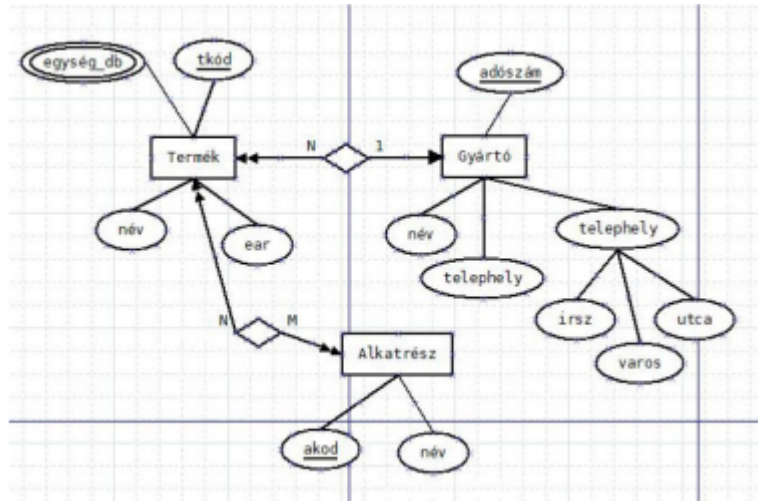 egység_db
tkód
adószám
Termék
N
1
Gyártó
név
ear
név
telephely
telephely
irsz
utca
varos
N
M
Alkatrész
akod
név